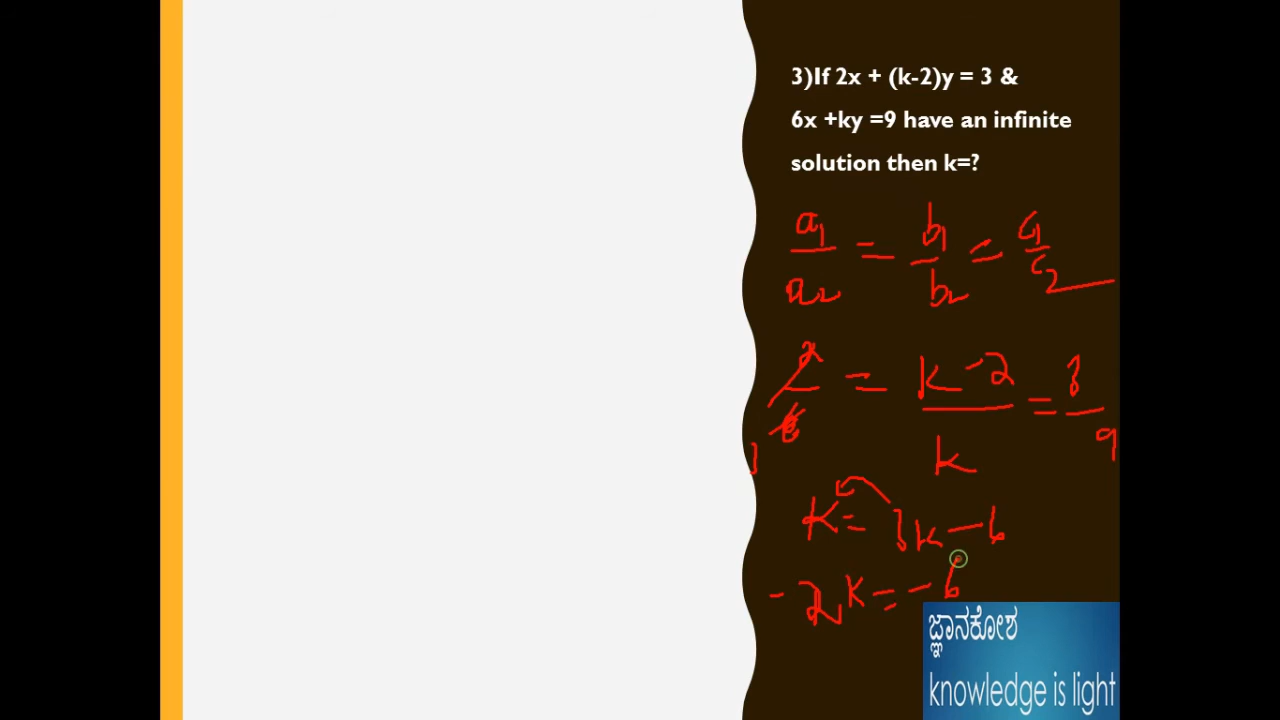 3)If 2x + (k-2)y = 3 &
6x +ky =9 have an infinite
solution then k=?
a1/a2 = b1/b2 = c1/c2
2/6 = k-2/k = 3/9
3
K= 3k-6
-2k=-6
ಜ್ಞಾನಕೋಶ
knowledge is light